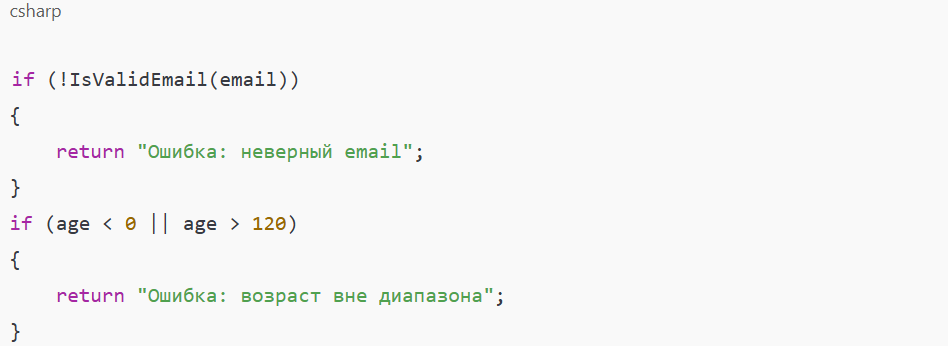 csharp
if (!IsValidEmail(email))
{
    return "Ошибка: неверный email";
}
if (age < 0 || age > 120)
{
    return "Ошибка: возраст вне диапазона";
}